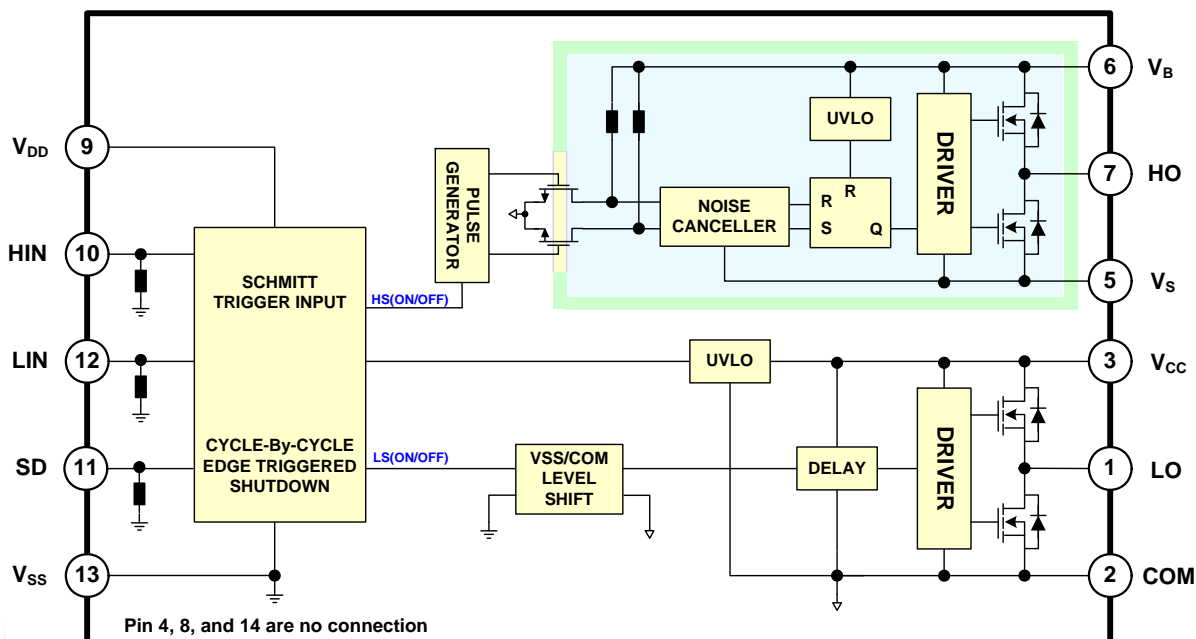 VDD
9
HIN
10
LIN
12
SD
11
VSS
13
SCHMITT
TRIGGER INPUT
CYCLE-By-CYCLE
EDGE TRIGGERED
SHUTDOWN
HS(ON/OFF)
LS(ON/OFF)
PULSE
GENERATOR
NOISE
CANCELLER
UVLO
R
R
S
Q
DRIVER
UVLO
VSS/COM
LEVEL
SHIFT
DELAY
DRIVER
6
VB
7
HO
5
VS
3
VCC
1
LO
2
COM
Pin 4, 8, and 14 are no connection